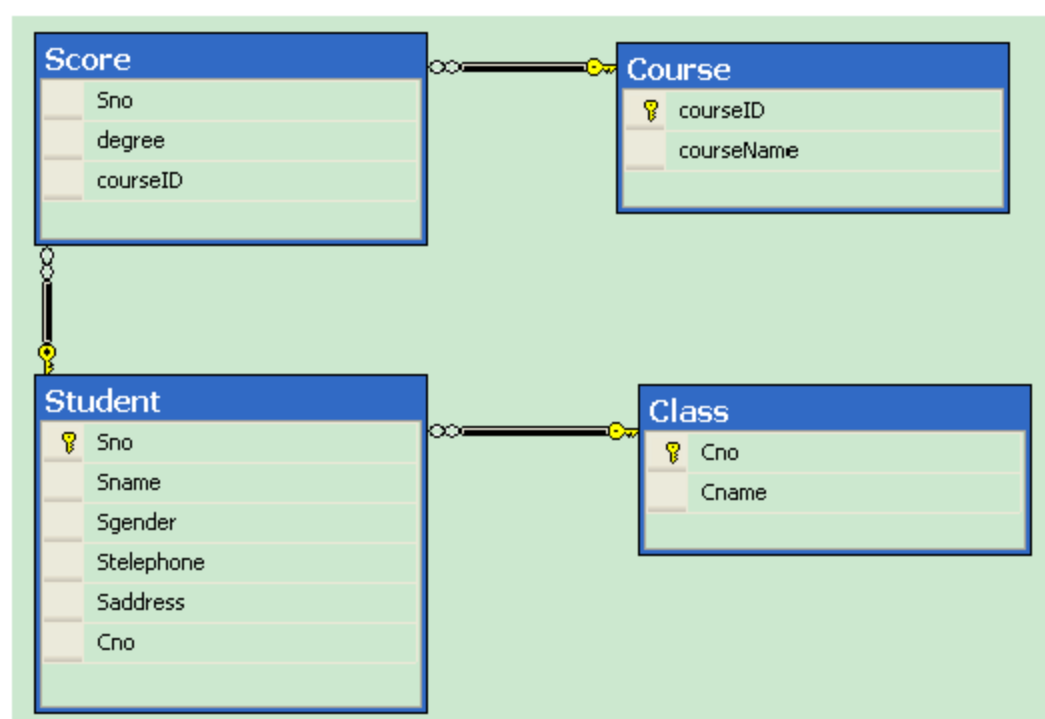 Score
Sno
degree
courseID
Course
courseID
courseName
Student
Sno
Sname
Sgender
Stelephone
Saddress
Cno
Class
Cno
Cname